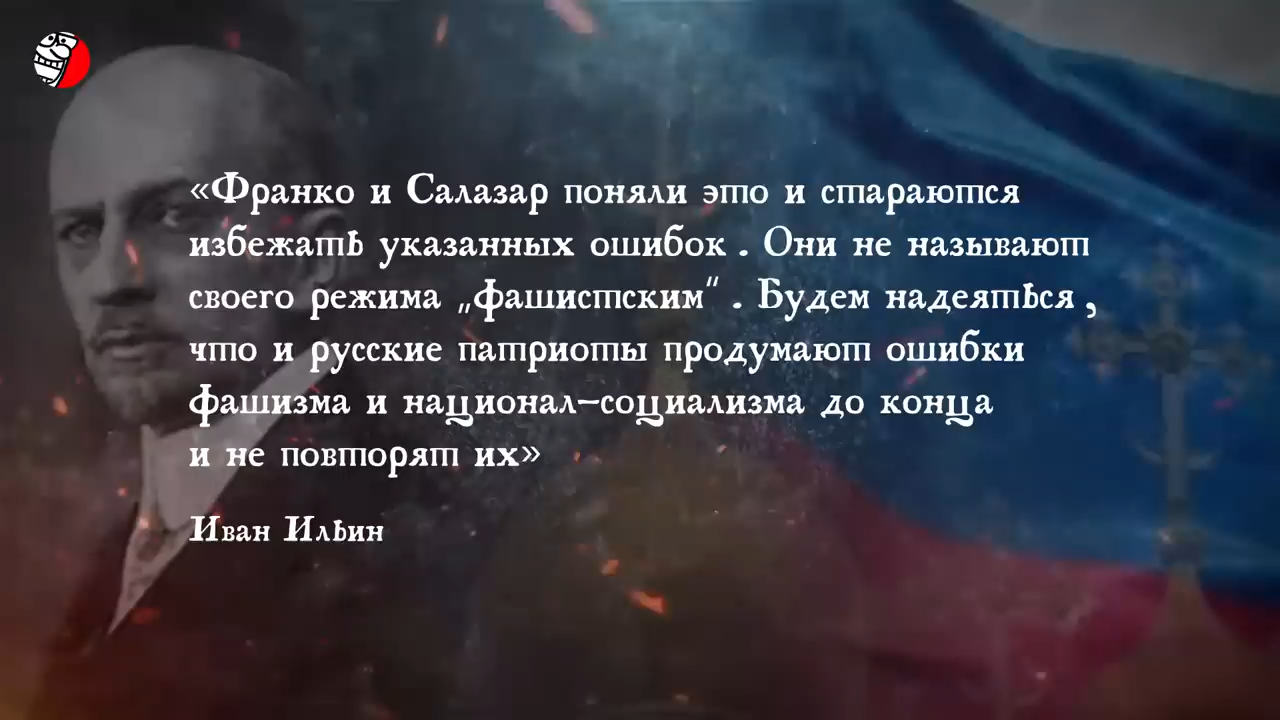 «Франко и Салазар поняли это и стараются
избежать указанных ошибок . Они не называют
своего режима „фашистским“ . Будем надеяться ,
что и русские патриоты продумают ошибки
фашизма и национал–социализма до конца
и не повторят их»
Иван Ильин